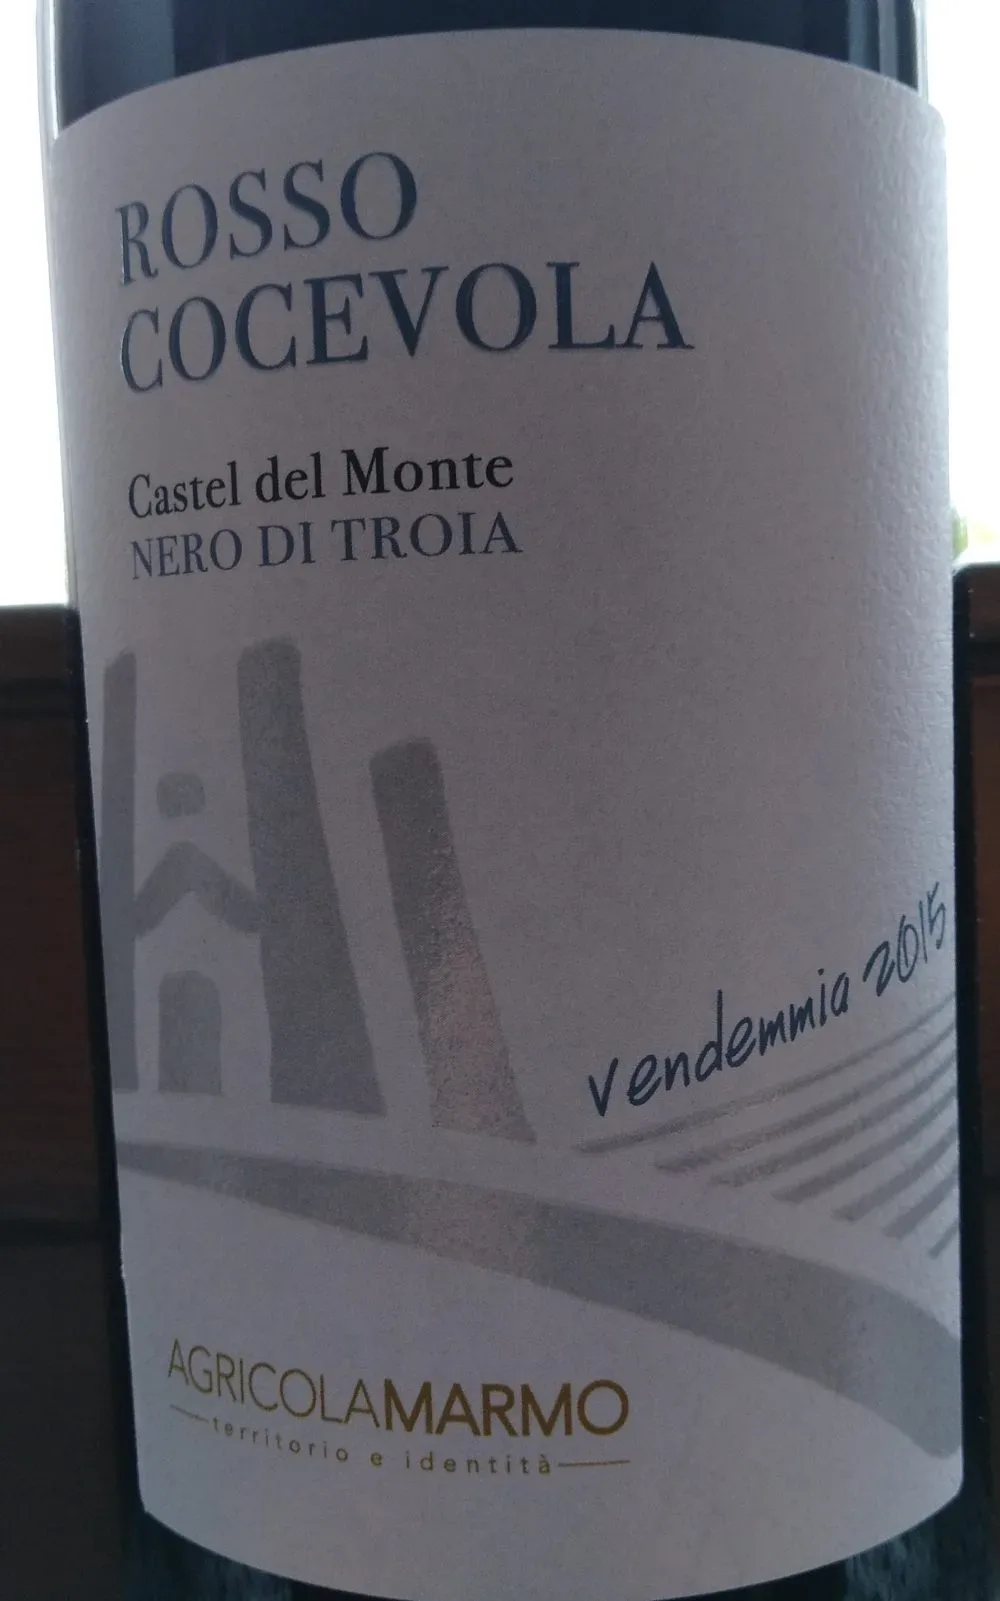 ROSSO
COCEVOLA
Castel del Monte
NERO DI TROIA
vendemmia 2015
AGRICOLAMARMO
territorio e identità